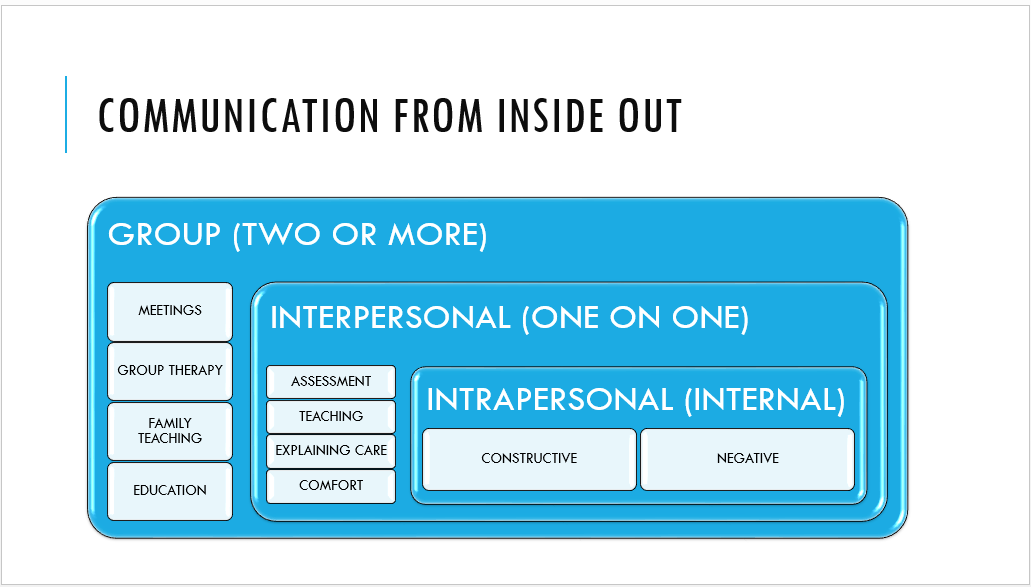 COMMUNICATION FROM INSIDE OUT
GROUP (TWO OR MORE)
MEETINGS
GROUP THERAPY
FAMILY
TEACHING
EDUCATION
INTERPERSONAL (ONE ON ONE)
ASSESSMENT
TEACHING
EXPLAINING CARE
COMFORT
INTRAPERSONAL (INTERNAL)
CONSTRUCTIVE
NEGATIVE